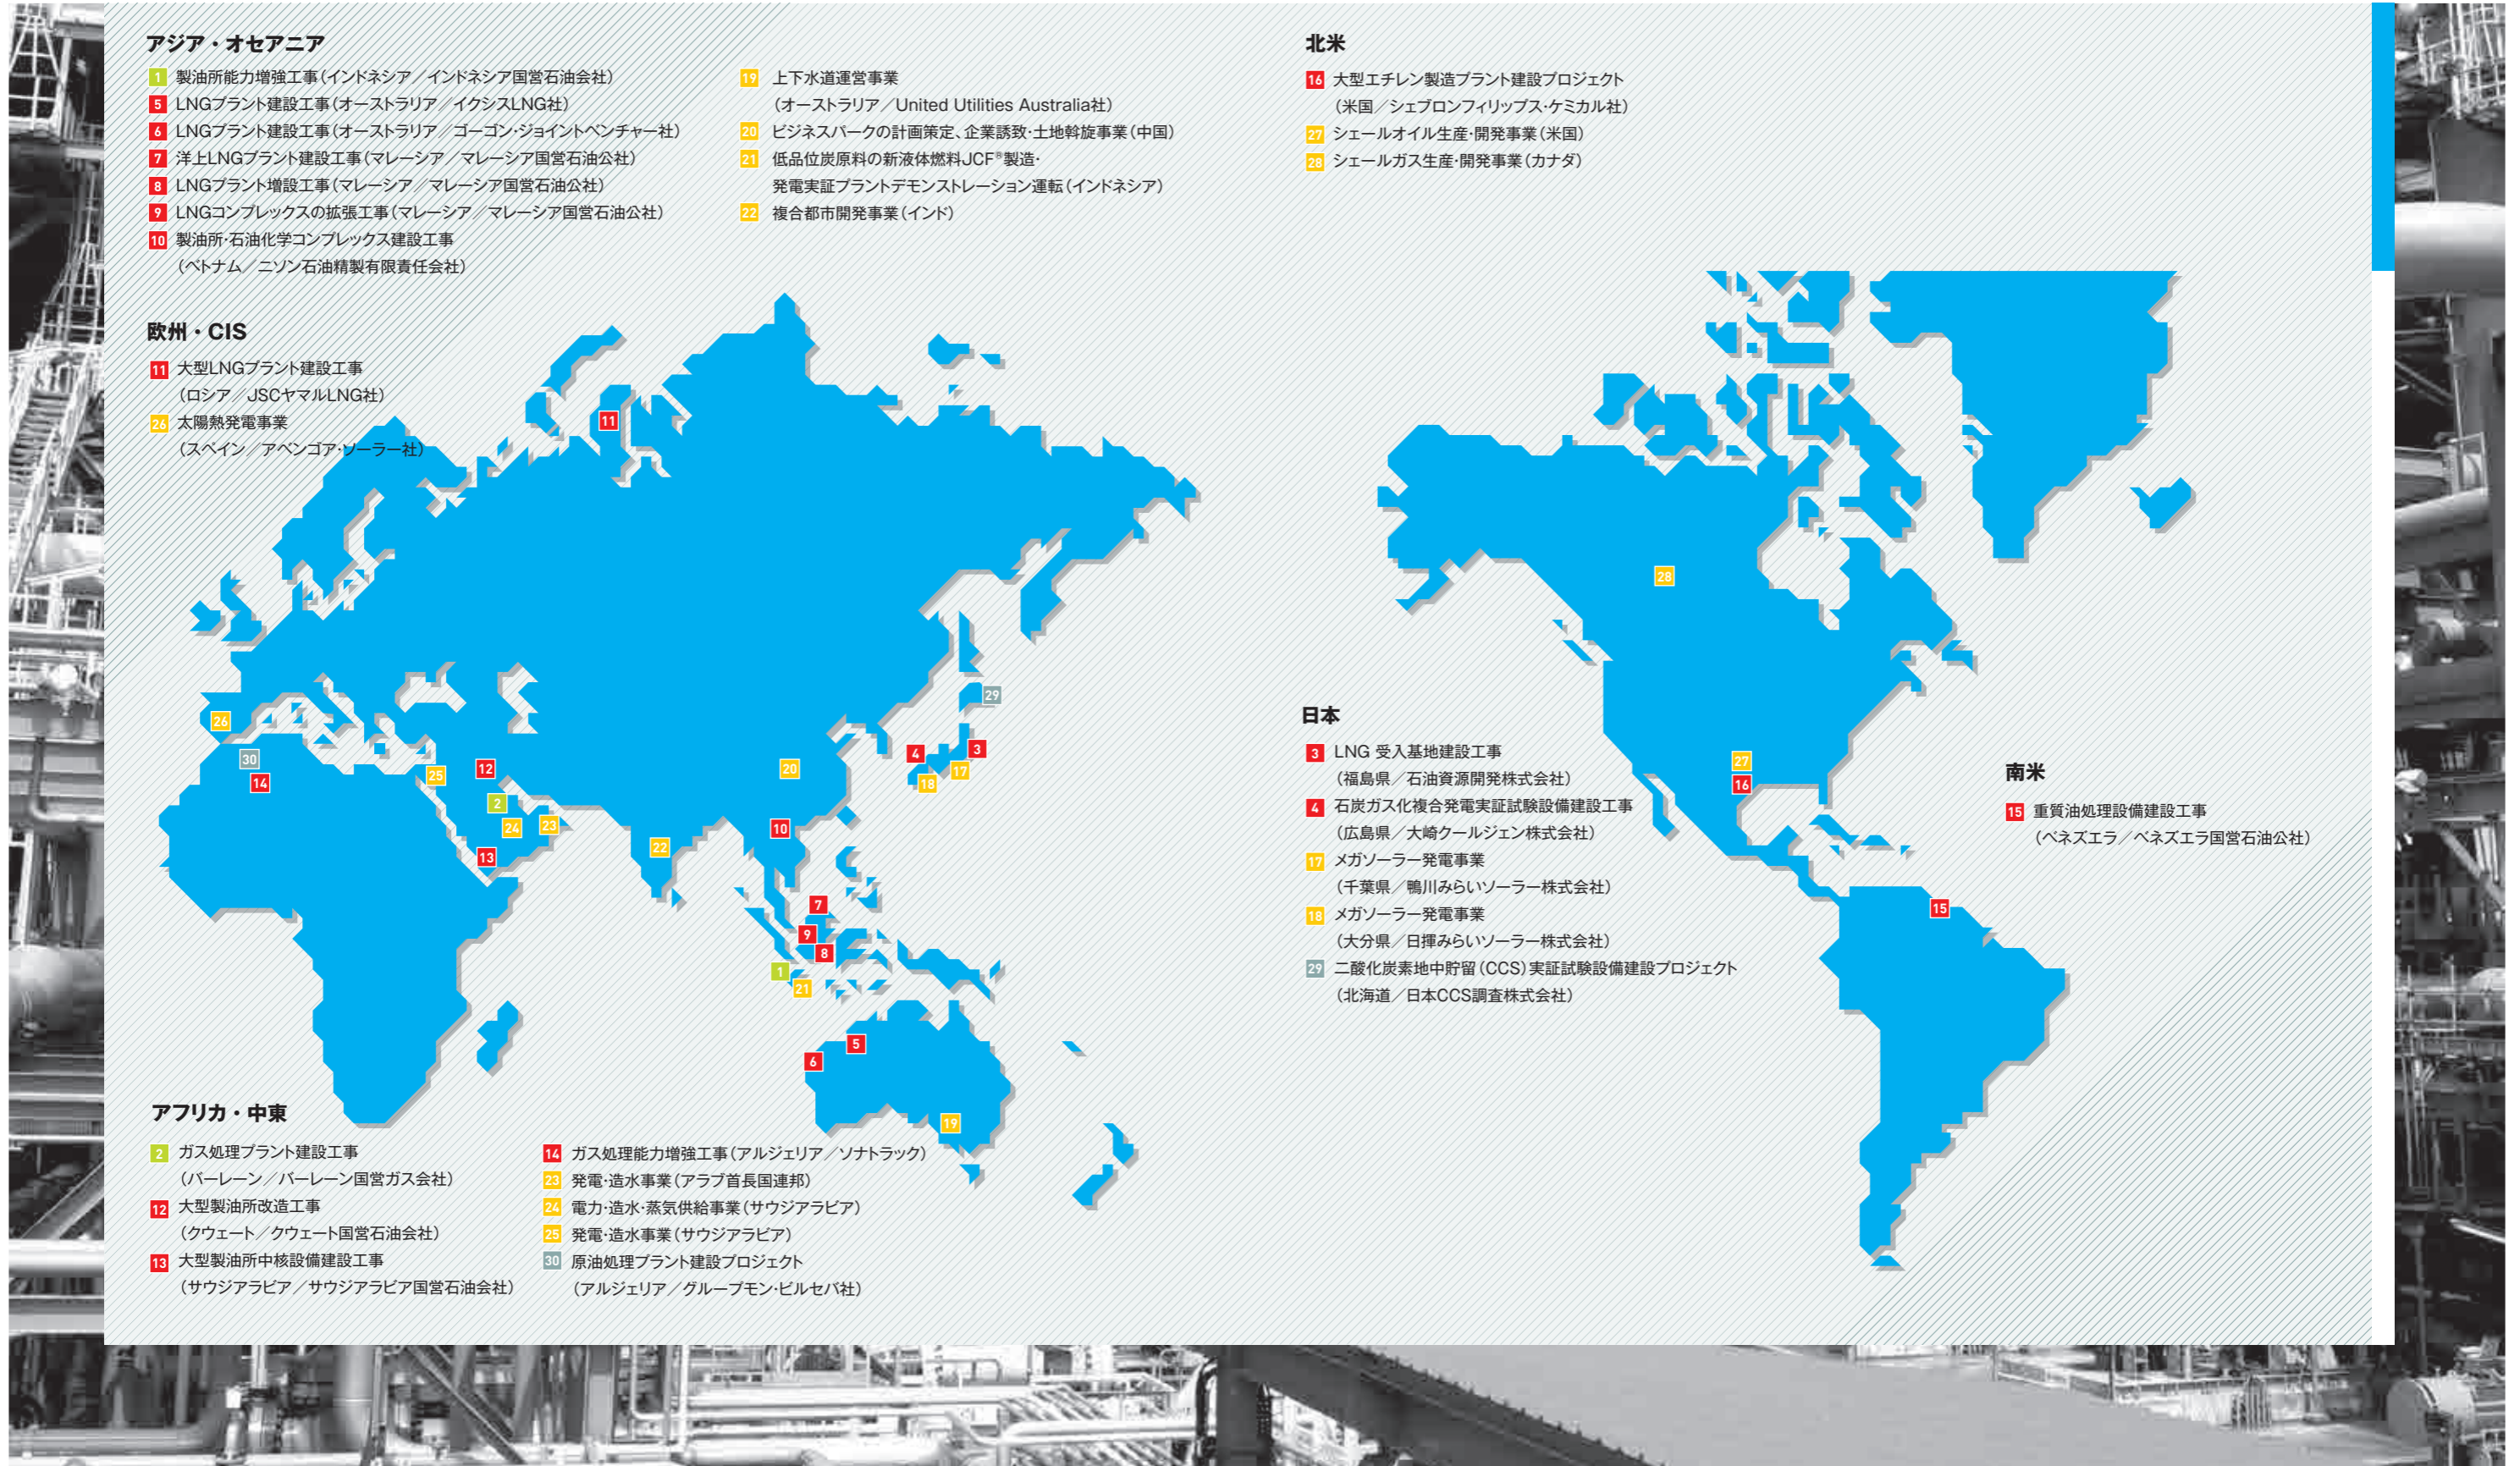 アジア・オセアニア
1 製油所能力増強工事（インドネシア／インドネシア国営石油会社）
5 LNGプラント建設工事（オーストラリア／イクシスLNG社）
6 LNGプラント建設工事（オーストラリア／ゴーゴン・ジョイントベンチャー社）
7 洋上LNGプラント建設工事（マレーシア／マレーシア国営石油公社）
8 LNGプラント増設工事（マレーシア／マレーシア国営石油公社）
9 LNGコンプレックスの拡張工事（マレーシア／マレーシア国営石油公社）
10 製油所・石油化学コンプレックス建設工事
（ベトナム／ニソン石油精製有限責任会社）
19 上下水道運営事業
（オーストラリア／United Utilities Australia社）
20 ビジネスパークの計画策定、企業誘致・土地斡旋事業（中国）
21 低品位炭原料の新液体燃料JCF®製造・
発電実証プラントデモンストレーション運転（インドネシア）
22 複合都市開発事業（インド）
北米
16 大型エチレン製造プラント建設プロジェクト
（米国／シェブロンフィリップス・ケミカル社）
27 シェールオイル生産・開発事業（米国）
28 シェールガス生産・開発事業（カナダ）
欧州・CIS
11 大型LNGプラント建設工事
（ロシア／JSCヤマルLNG社）
26 太陽熱発電事業
（スペイン／アベンゴア・ソーラー社）
11
28
29
26
30
14
25
12
2
24
23
13
20
10
22
4
3
17
18
7
9
8
1
21
5
6
19
27
16
15
日本
3 LNG 受入基地建設工事
（福島県／石油資源開発株式会社）
4 石炭ガス化複合発電実証試験設備建設工事
（広島県／大崎クールジェン株式会社）
17 メガソーラー発電事業
（千葉県／鴨川みらいソーラー株式会社）
18 メガソーラー発電事業
（大分県／日揮みらいソーラー株式会社）
29 二酸化炭素地中貯留（CCS）実証試験設備建設プロジェクト
（北海道／日本CCS調査株式会社）
南米
15 重質油処理設備建設工事
（ベネズエラ／ベネズエラ国営石油公社）
アフリカ・中東
2 ガス処理プラント建設工事
（バーレーン／バーレーン国営ガス会社）
12 大型製油所改造工事
（クウェート／クウェート国営石油会社）
13 大型製油所中核設備建設工事
（サウジアラビア／サウジアラビア国営石油会社）
14 ガス処理能力増強工事（アルジェリア／ソナトラック）
23 発電・造水事業（アラブ首長国連邦）
24 電力・造水・蒸気供給事業（サウジアラビア）
25 発電・造水事業（サウジアラビア）
30 原油処理プラント建設プロジェクト
（アルジェリア／グループモン・ビルセバ社）